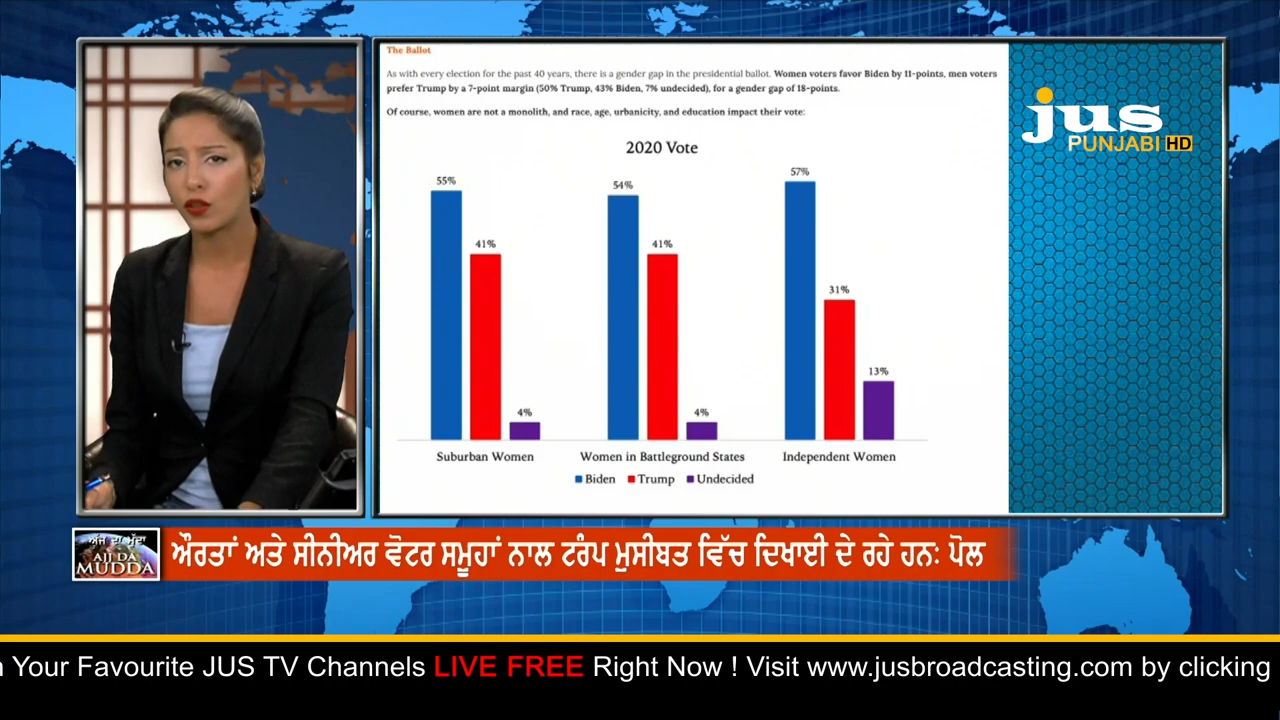 The Ballot
As with every election for the past 40 years, there is a gender gap in the presidential ballot. Women voters favor Biden by 11-points, men voters
prefer Trump by a 7-point margin (50% Trump, 43% Biden, 7% undecided), for a gender gap of 18-points.
Of course, women are not a monolith, and race, age, urbanicity, and education impact their vote:
jus
PUNJABI HD
2020 Vote
55% 41% 4%
54% 41% 4%
57% 31% 13%
Suburban Women Women in Battleground States Independent Women
Biden Trump Undecided
ਅੱਜ ਦਾ ਮੁੱਦਾ
AJJ DA
MUDDA
ਔਰਤਾਂ ਅਤੇ ਸੀਨੀਅਰ ਵੋਟਰ ਸਮੂਹਾਂ ਨਾਲ ਟਰੰਪ ਮੁਸੀਬਤ ਵਿੱਚ ਦਿਖਾਈ ਦੇ ਰਹੇ ਹਨ: ਪੋਲ
Your Favourite JUS TV Channels LIVE FREE Right Now ! Visit www.jusbroadcasting.com by clicking